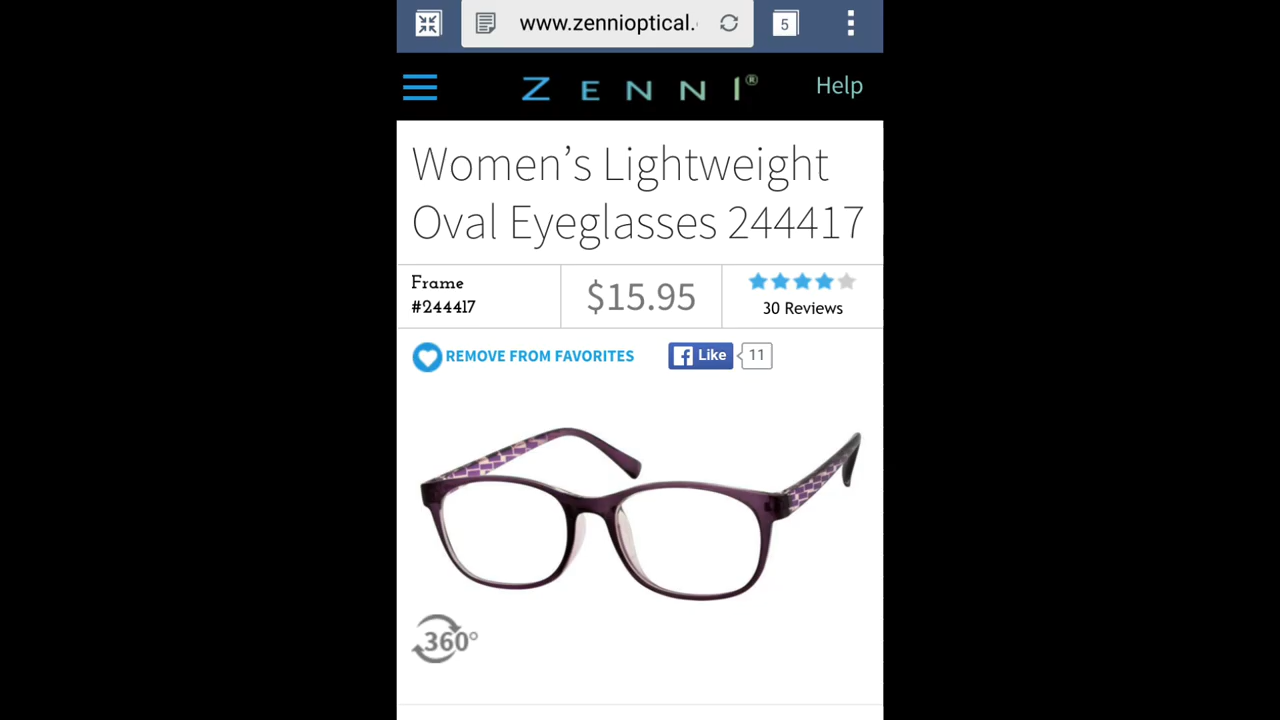 www.zennioptical.
5
ZENNI®
Help
Women’s Lightweight
Oval Eyeglasses 244417
Frame
#244417
$15.95
30 Reviews
REMOVE FROM FAVORITES
Like
11
360°